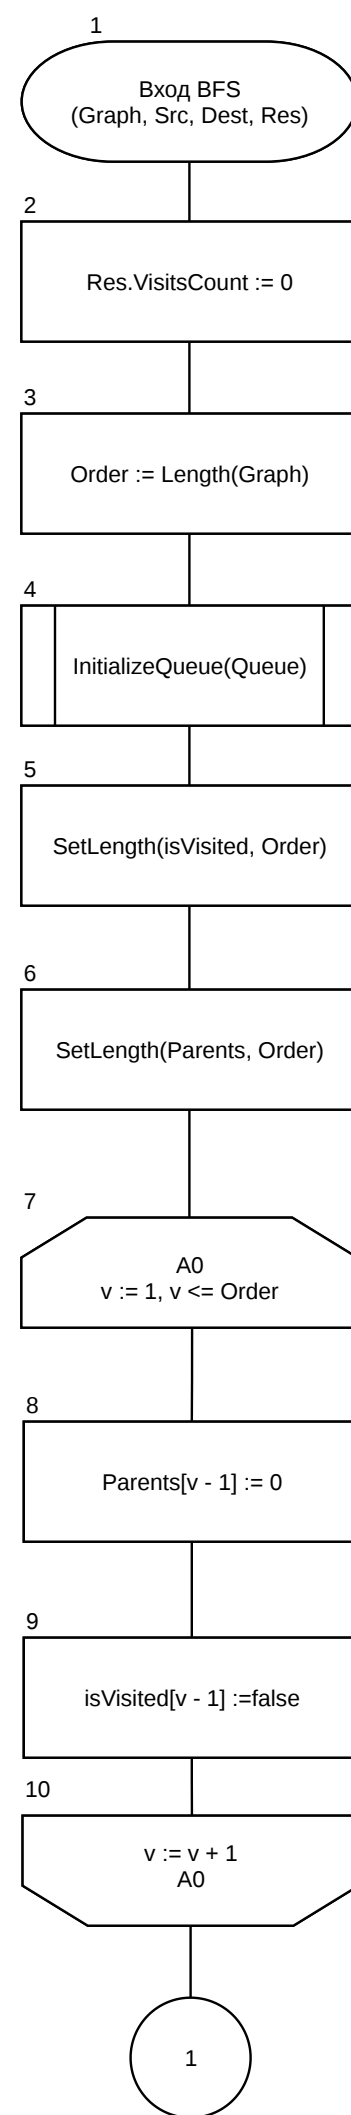 1
Вход BFS
(Graph, Src, Dest, Res)
2
Res.VisitsCount := 0
3
Order := Length(Graph)
4
InitializeQueue(Queue)
5
SetLength(isVisited, Order)
6
SetLength(Parents, Order)
7
A0
v := 1, v <= Order
8
Parents[v - 1] := 0
9
isVisited[v - 1] :=false
10
v := v + 1
A0
1